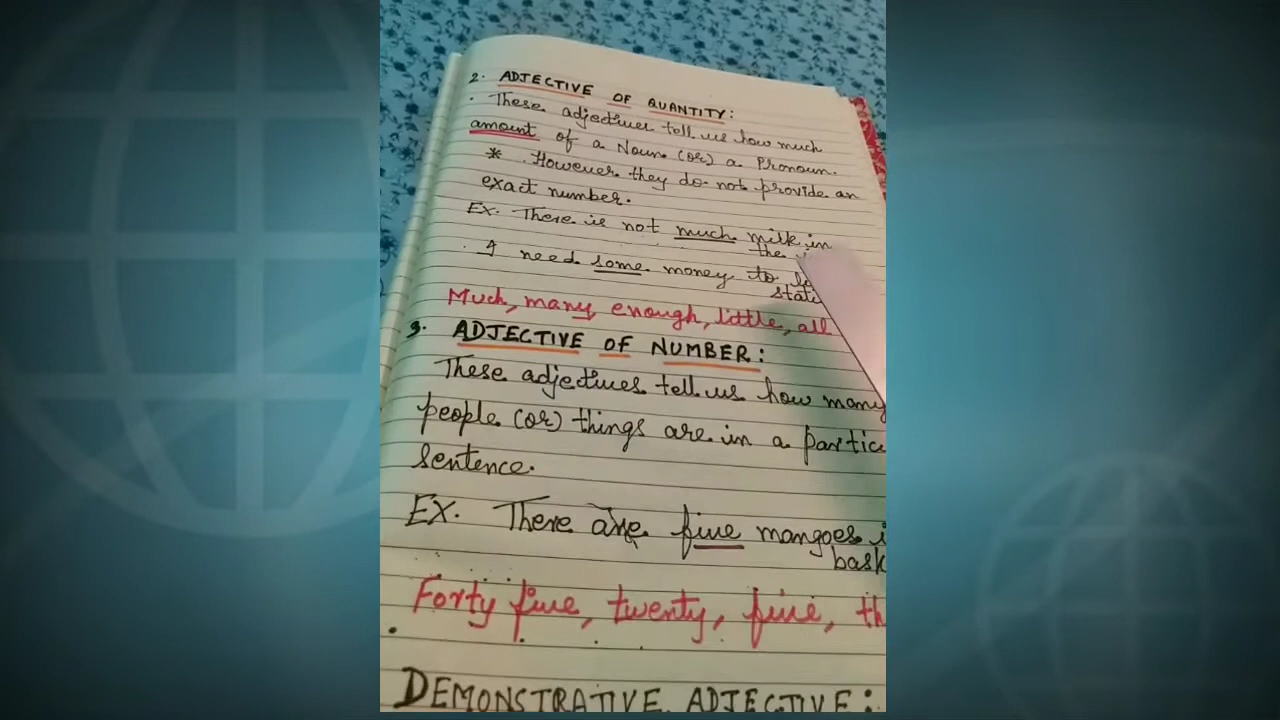 2. ADJECTIVE OF QUANTITY:
. These adjectives tell us how much
amount of a Noun (or) a Pronoun.
* . However they do not provide an
exact number.
Ex. There is not much milk in
the
. I need some money to
Much, many, enough, little, all
3. ADJECTIVE OF NUMBER:
These adjectives tell us how many
people (or) things are in a partic
sentence.
EX. There are five mangoes i
bask
Forty five, twenty, five, th
DEMONSTRATIVE ADJECTIVE: